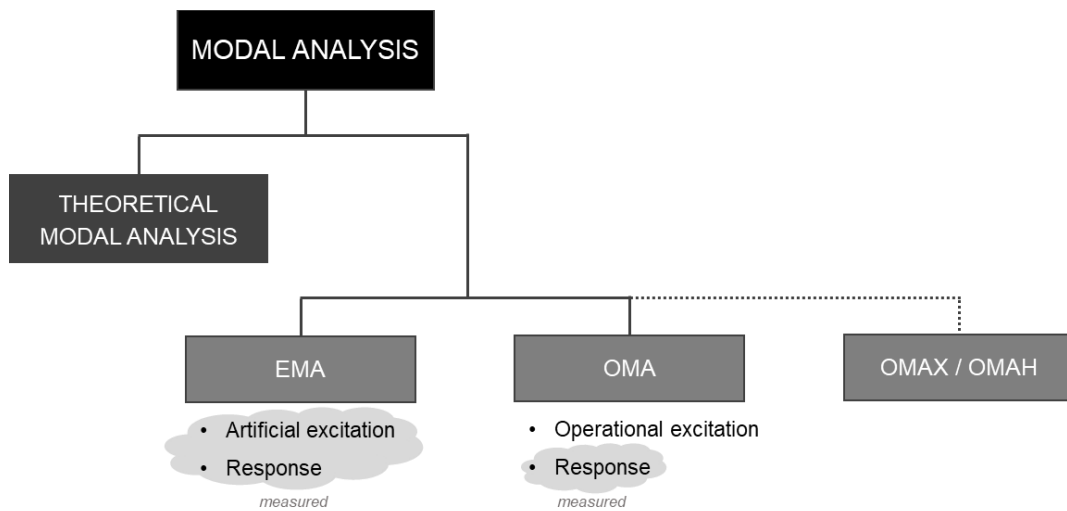 MODAL ANALYSIS
THEORETICAL
MODAL ANALYSIS
EMA
OMA
OMAX / OMAH
• Artificial excitation
• Response
measured
• Operational excitation
• Response
measured